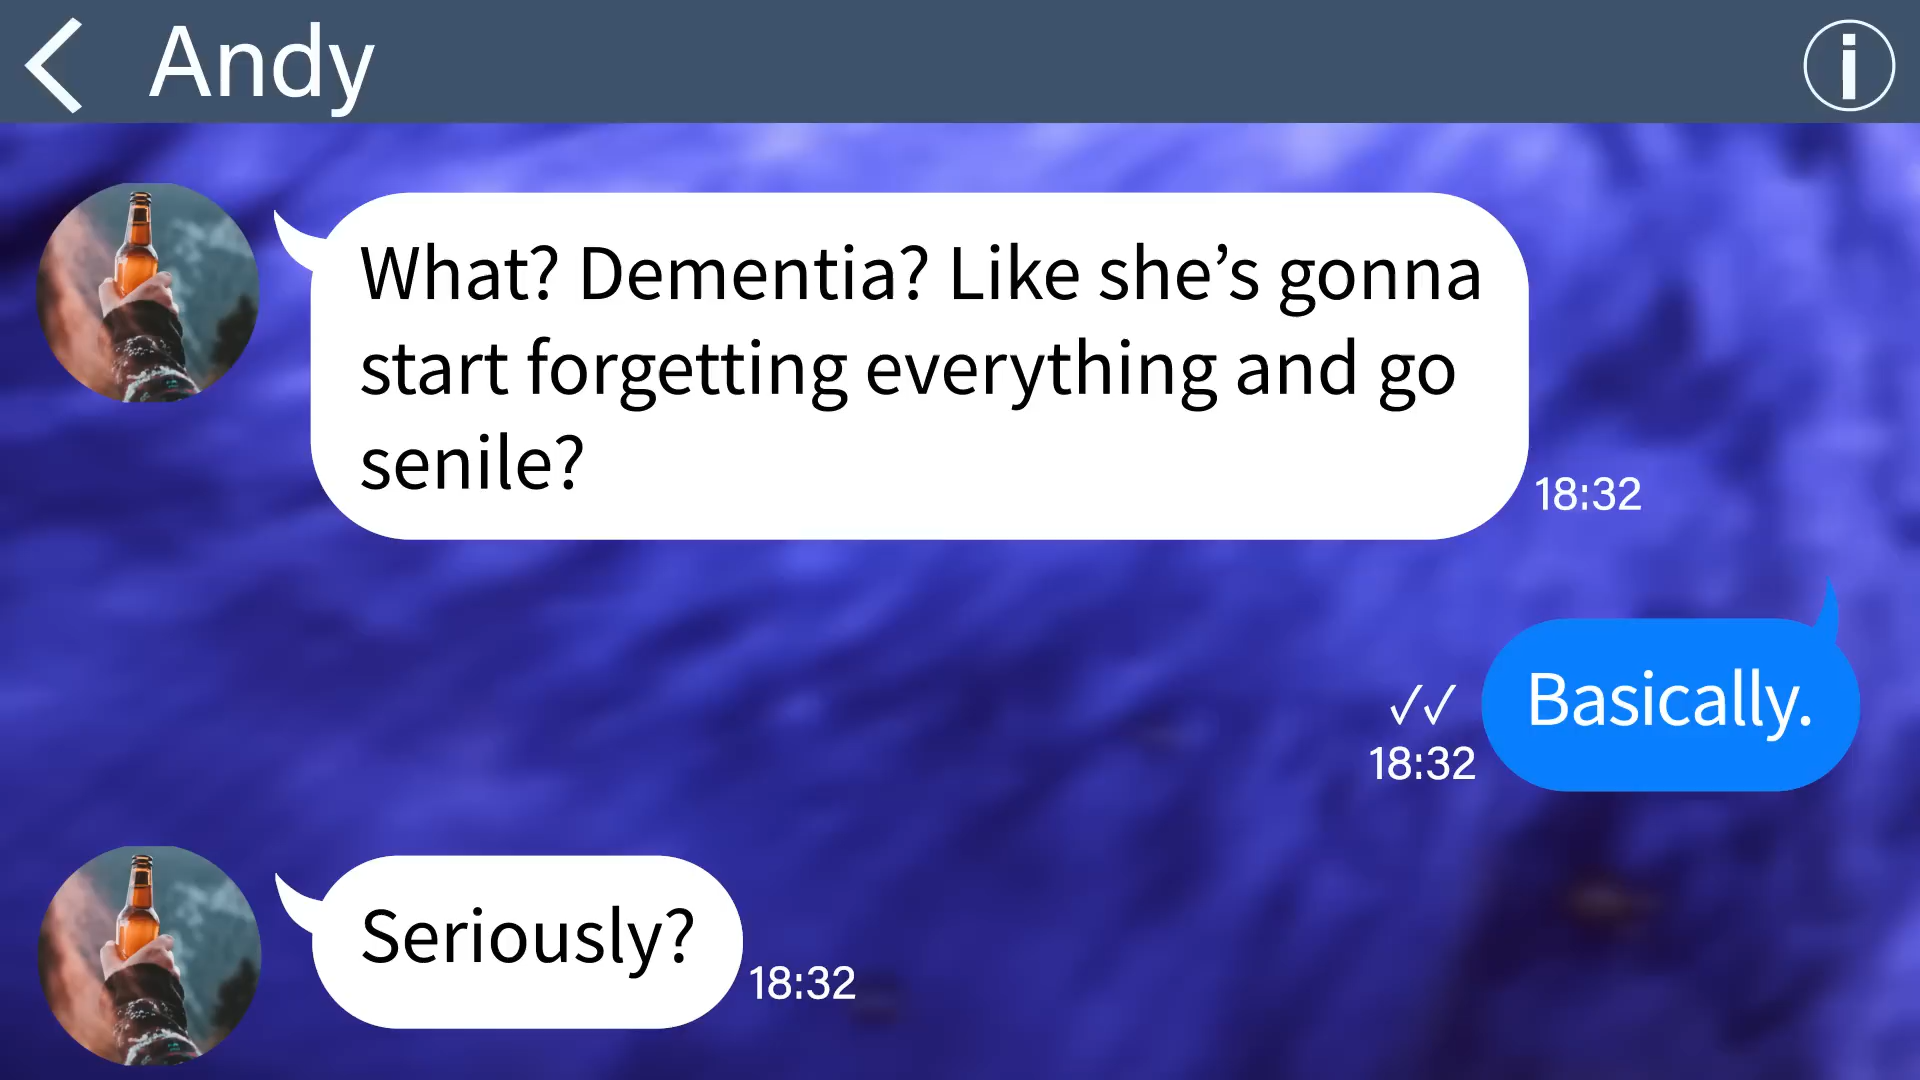 Andy
What? Dementia? Like she’s gonna
start forgetting everything and go
senile?
18:32
Basically.
✓✓
18:32
Seriously?
18:32